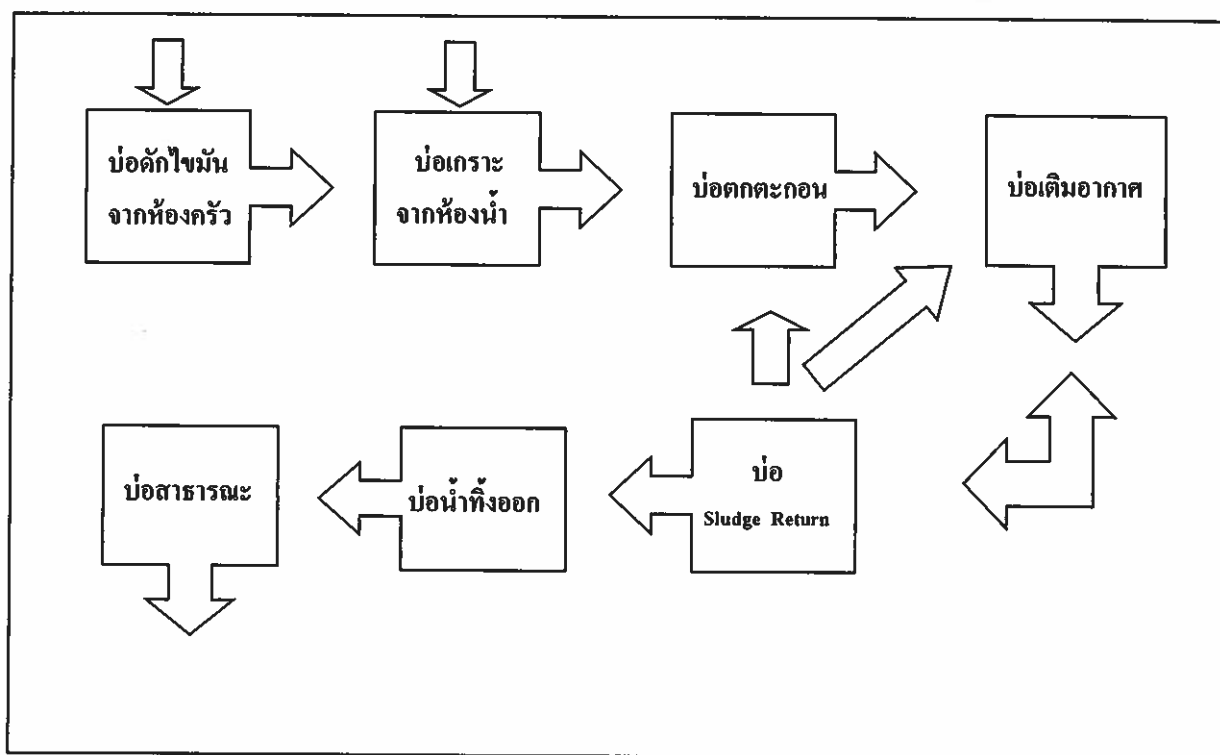 บ่อดักไขมัน
จากห้องครัว
บ่อเกราะ
จากห้องน้ำ
บ่อตกตะกอน
บ่อเติมอากาศ
บ่อสาธารณะ
บ่อน้ำทิ้งออก
บ่อ
Sludge Return